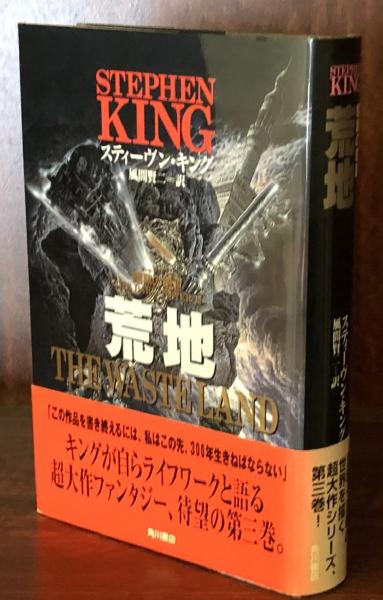 STEPHEN
KING
スティーヴン・キング
風間賢二―訳
荒地
THE WASTE LAND
「この作品を書き終えるには、私はこの先、300年生きねばならない」
キングが自らライフワークと語る
超大作ファンタジー、待望の第三巻。
角川書店
STEPHEN
KING
荒地
スティーヴン・キング
風間賢二―訳
世界を描く、
超大作シリーズ、
第三巻!
角川書店